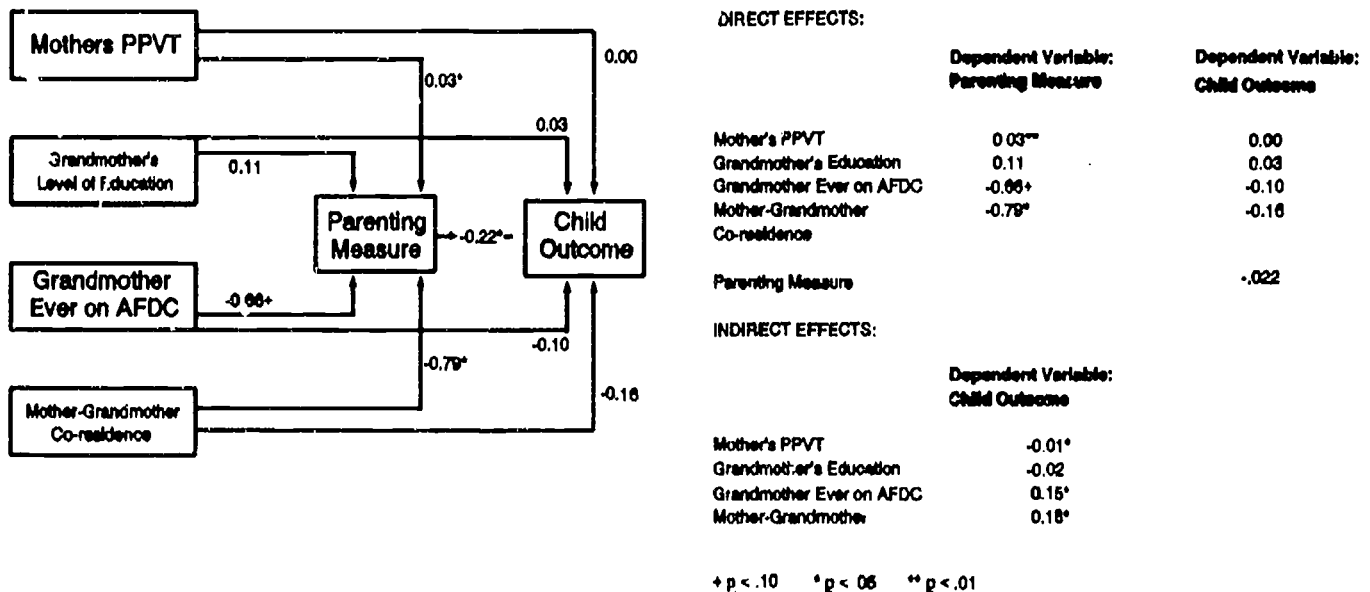 Mothers PPVT
0.00
0.03*
0.03
Grandmother's
Level of Education
0.11
Parenting
Measure
-0.22*
Child
Outcome
Grandmother
Ever on AFDC
-0 66+
-0.10
-0.79*
-0.16
Mother-Grandmother
Co-residence
DIRECT EFFECTS:
Dependent Variable: Dependent Variable:
Parenting Measure Child Outcome
Mother's PPVT 0 03** 0.00
Grandmother's Education 0.11 0.03
Grandmother Ever on AFDC -0.66+ -0.10
Mother-Grandmother -0.79* -0.16
Co-residence
Parenting Measure -.022
INDIRECT EFFECTS:
Dependent Variable:
Child Outcome
Mother's PPVT -0.01*
Grandmother's Education -0.02
Grandmother Ever on AFDC 0.15*
Mother-Grandmother 0.18*
+ p < .10 * p < 05 ** p < .01